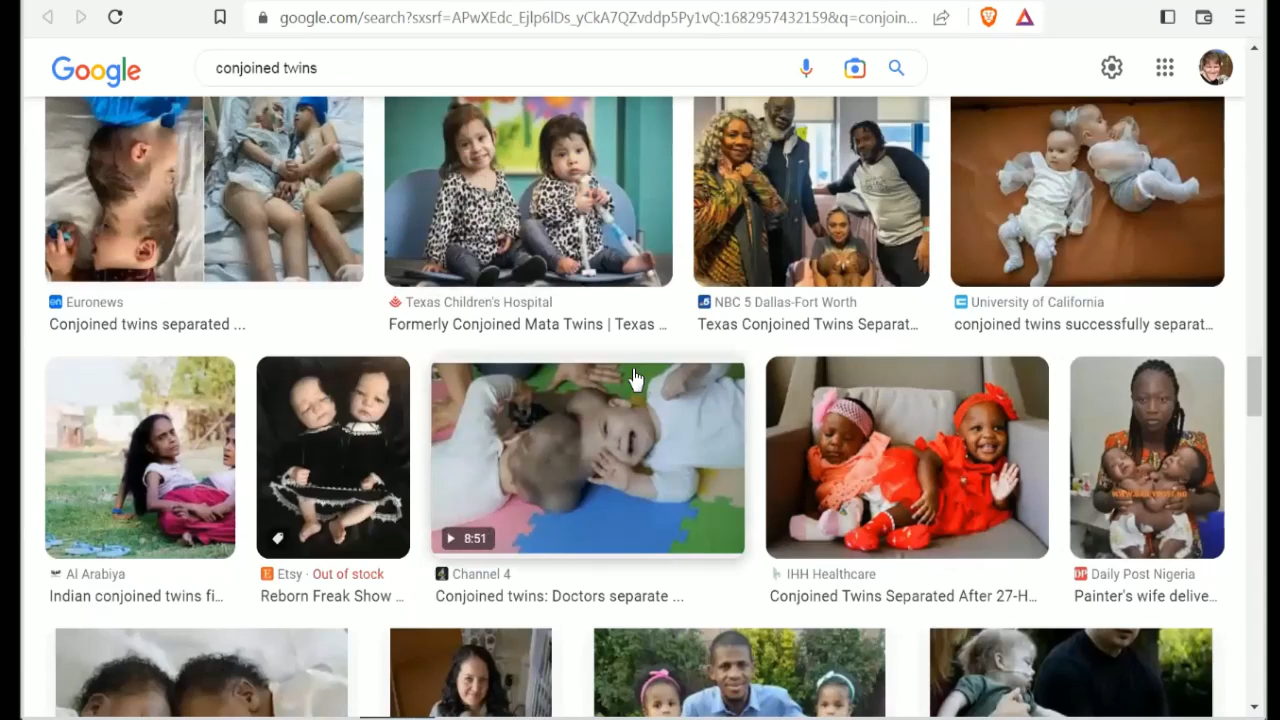 google.com/search?sxsrf=APwXEdc_Ejlp6lDs_yCkA7QZvddp5Py1vQ:1682957432159&q=conjoin...
Google
conjoined twins
en Euronews
Texas Children's Hospital
NBC 5 Dallas-Fort Worth
University of California
Conjoined twins separated ...
Formerly Conjoined Mata Twins | Texas ...
Texas Conjoined Twins Separat...
conjoined twins successfully separat...
8:51
Al Arabiya
E Etsy · Out of stock
4 Channel 4
IHH Healthcare
DP Daily Post Nigeria
Indian conjoined twins fi...
Reborn Freak Show ...
Conjoined twins: Doctors separate ...
Conjoined Twins Separated After 27-H...
Painter's wife delive...